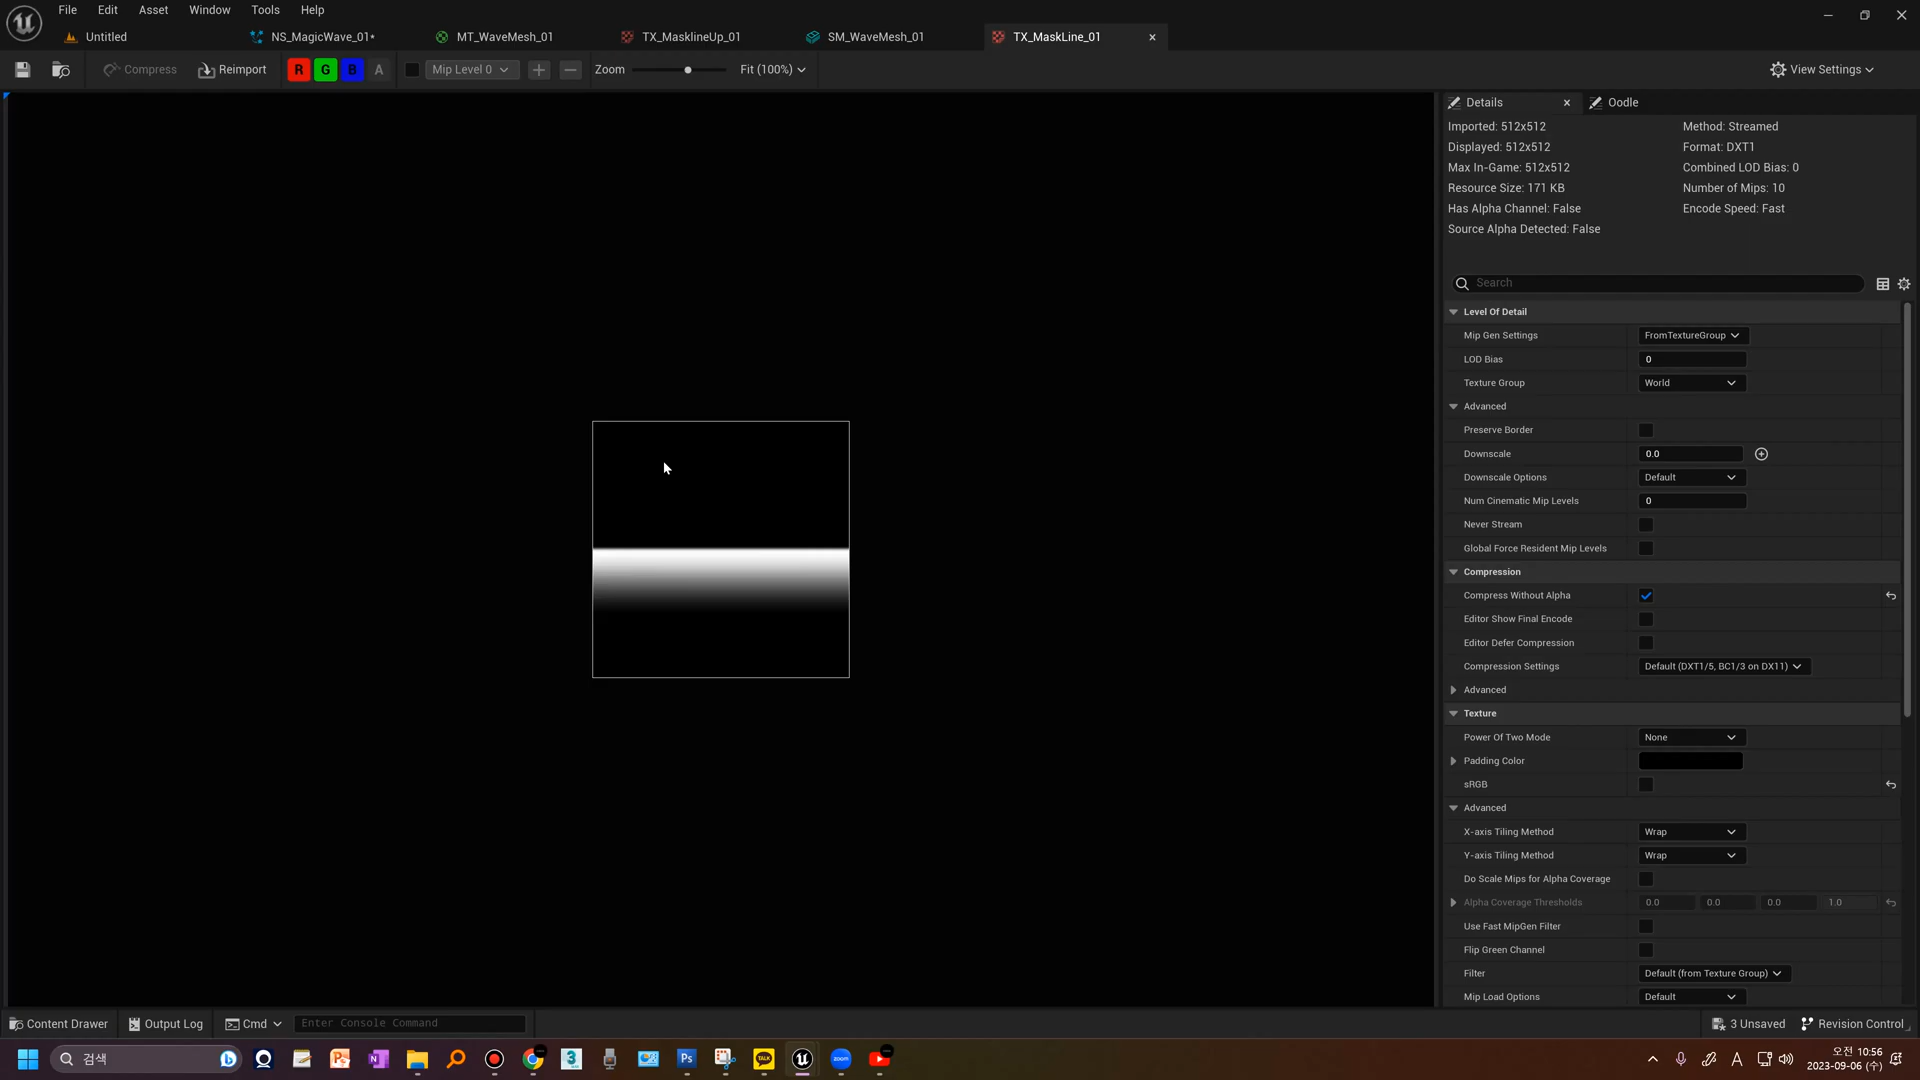 File Edit Asset Window Tools Help
Untitled NS_MagicWave_01* MT_WaveMesh_01 TX_MasklineUp_01 SM_WaveMesh_01 TX_MaskLine_01
Compress Reimport R G B A Mip Level 0 Zoom Fit (100%) View Settings
Details Oodle
Imported: 512x512 Method: Streamed
Displayed: 512x512 Format: DXT1
Max In-Game: 512x512 Combined LOD Bias: 0
Resource Size: 171 KB Number of Mips: 10
Has Alpha Channel: False Encode Speed: Fast
Source Alpha Detected: False
Search
Level Of Detail
Mip Gen Settings FromTextureGroup
LOD Bias 0
Texture Group World
Advanced
Preserve Border
Downscale 0.0
Downscale Options Default
Num Cinematic Mip Levels 0
Never Stream
Global Force Resident Mip Levels
Compression
Compress Without Alpha
Editor Show Final Encode
Editor Defer Compression
Compression Settings Default (DXT1/5, BC1/3 on DX11)
Advanced
Texture
Power Of Two Mode None
Padding Color
sRGB
Advanced
X-axis Tiling Method Wrap
Y-axis Tiling Method Wrap
Do Scale Mips for Alpha Coverage
Alpha Coverage Thresholds 0.0 0.0 0.0 1.0
Use Fast MipGen Filter
Flip Green Channel
Filter Default (from Texture Group)
Mip Load Options Default
Content Drawer Output Log Cmd Enter Console Command 3 Unsaved Revision Control
검색 3 Ps TALK zoom A 오전 10:56
2023-09-06 (수)